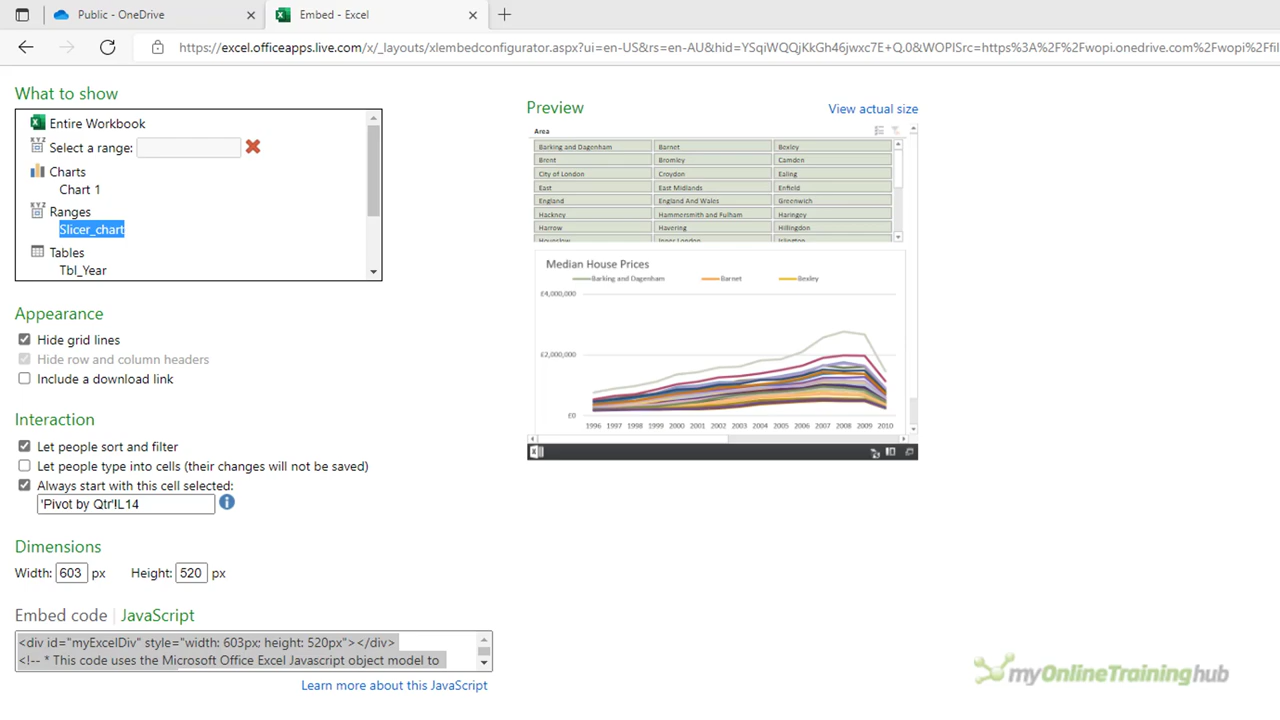 Public - OneDrive
Embed - Excel
https://excel.officeapps.live.com/x/_layouts/xlembedconfigurator.aspx?ui=en-US&rs=en-AU&hid=YSqiWQQjKkGh46jwxc7E+Q.0&WOPISrc=https%3A%2F%2Fwopi.onedrive.com%2Fwopi%2Ffil
What to show
Entire Workbook
Select a range:
Charts
Chart 1
Ranges
Slicer_chart
Tables
Tbl_Year
Appearance
Hide grid lines
Hide row and column headers
Include a download link
Interaction
Let people sort and filter
Let people type into cells (their changes will not be saved)
Always start with this cell selected:
'Pivot by Qtr'!L14
Dimensions
Width: 603 px Height: 520 px
Embed code | JavaScript
<div id="myExcelDiv" style="width: 603px; height: 520px"></div>
<!-- * This code uses the Microsoft Office Excel Javascript object model to
Learn more about this JavaScript
Preview View actual size
Area
Barking and Dagenham Barnet Bexley
Brent Bromley Camden
City of London Croydon Ealing
East East Midlands Enfield
England England And Wales Greenwich
Hackney Hammersmith and Fulham Haringey
Harrow Havering Hillingdon
Hounslow Inner London Islington
Median House Prices
Barking and Dagenham Barnet Bexley
£4,000,000
£2,000,000
£0
1996 1997 1998 1999 2000 2001 2002 2003 2004 2005 2006 2007 2008 2009 2010
myOnlineTraininghub